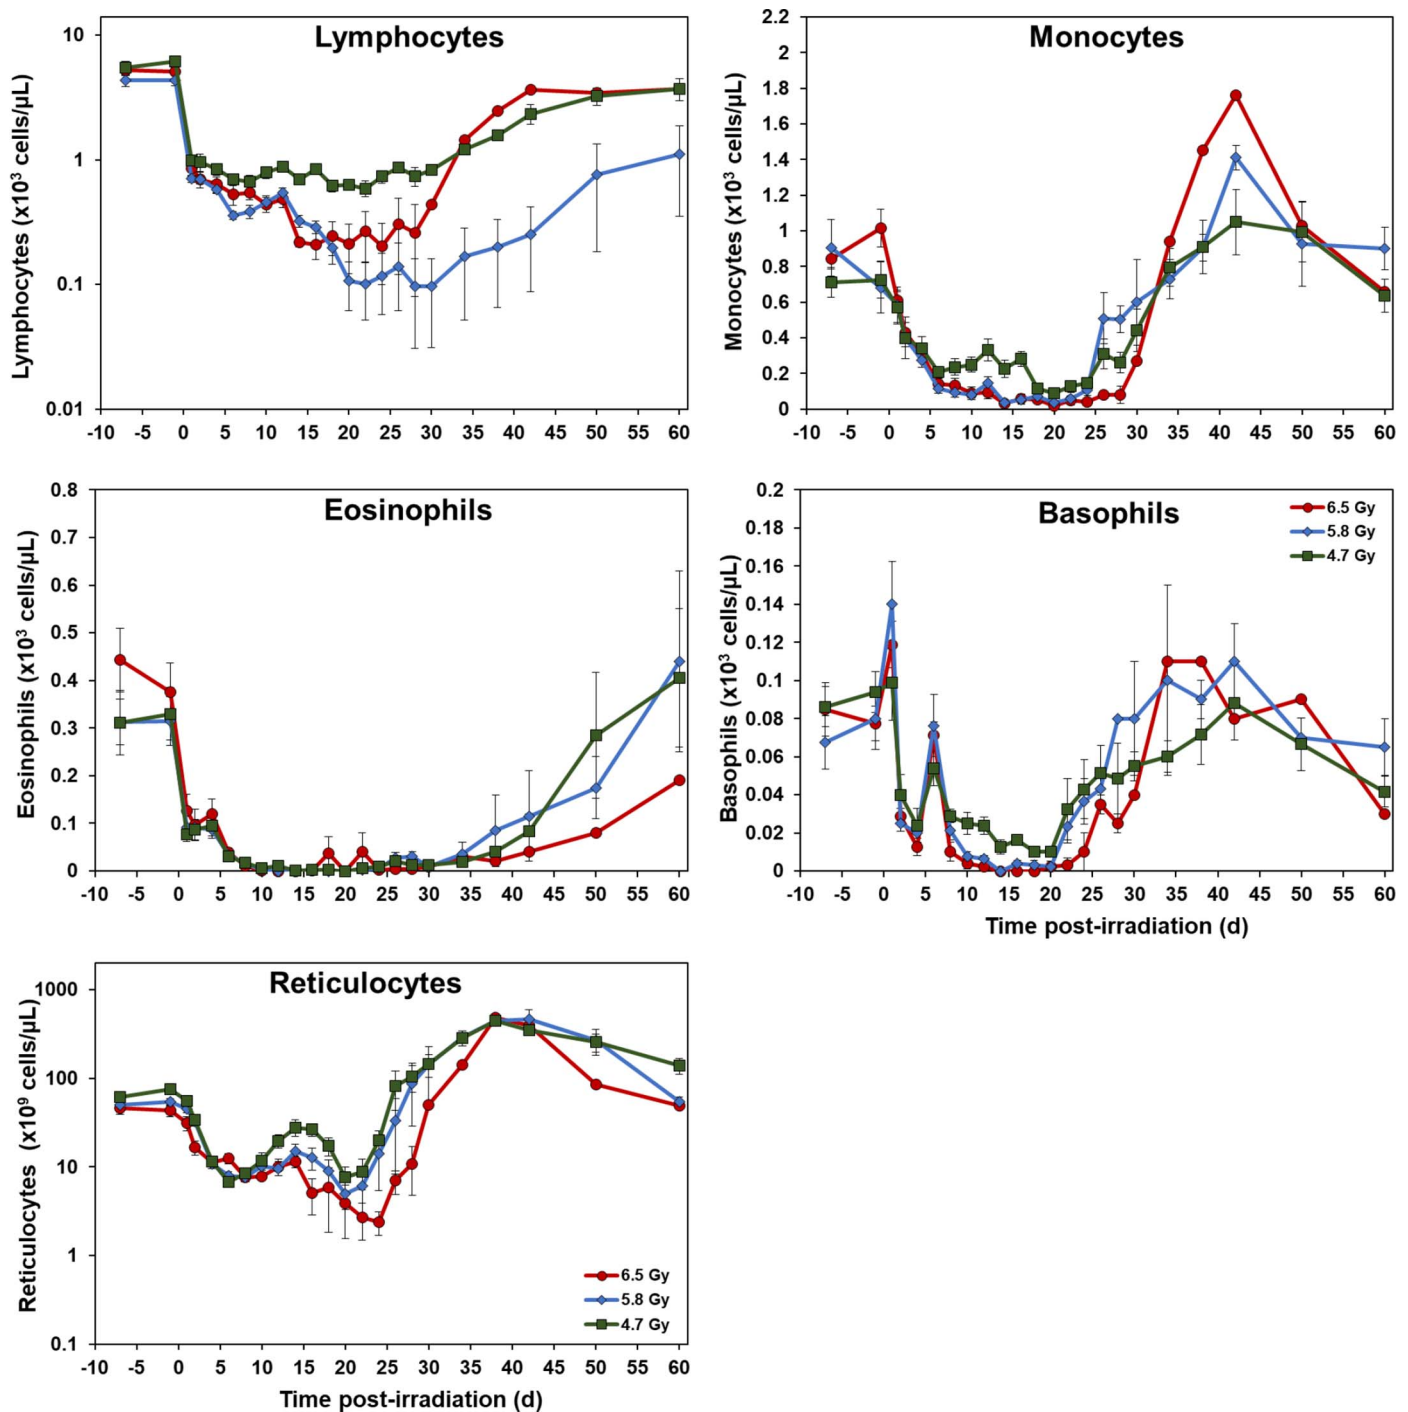 Lymphocytes
Lymphocytes (x10³ cells/µL)
10
1
0.1
0.01
-10 -5 0 5 10 15 20 25 30 35 40 45 50 55 60
Monocytes
Monocytes (x10³ cells/µL)
2.2
2
1.8
1.6
1.4
1.2
1
0.8
0.6
0.4
0.2
0
-10 -5 0 5 10 15 20 25 30 35 40 45 50 55 60
Eosinophils
Eosinophils (x10³ cells/µL)
0.8
0.7
0.6
0.5
0.4
0.3
0.2
0.1
0
-10 -5 0 5 10 15 20 25 30 35 40 45 50 55 60
Basophils
Basophils (x10³ cells/µL)
0.2
0.18
0.16
0.14
0.12
0.1
0.08
0.06
0.04
0.02
0
6.5 Gy
5.8 Gy
4.7 Gy
-10 -5 0 5 10 15 20 25 30 35 40 45 50 55 60
Time post-irradiation (d)
Reticulocytes
Reticulocytes (x10⁹ cells/µL)
1000
100
10
1
0.1
6.5 Gy
5.8 Gy
4.7 Gy
-10 -5 0 5 10 15 20 25 30 35 40 45 50 55 60
Time post-irradiation (d)